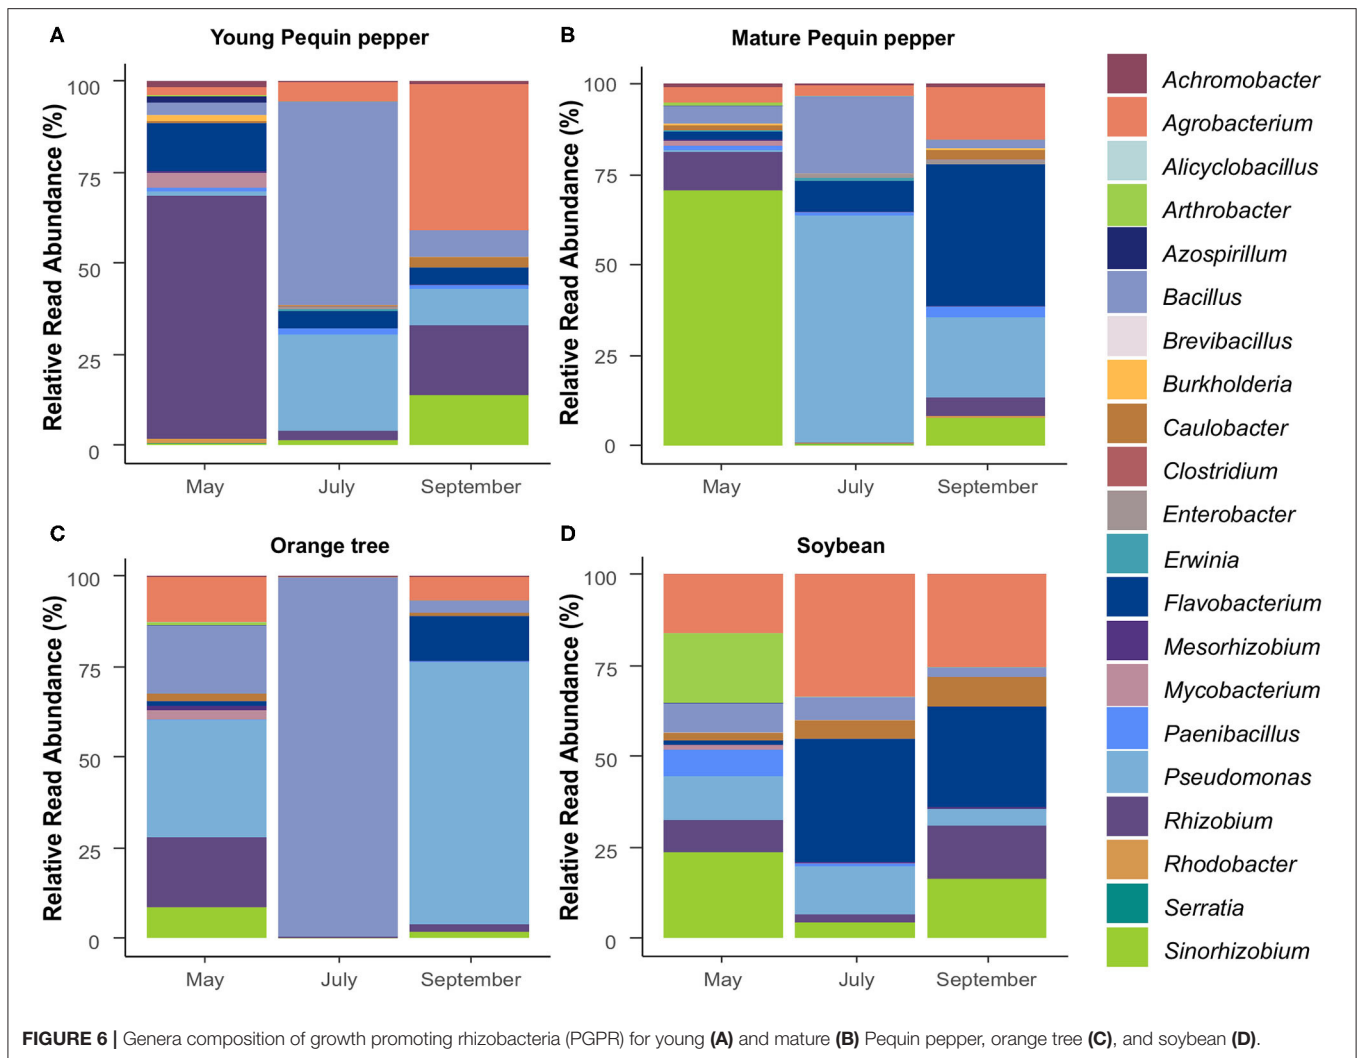 A
Young Pequin pepper
Relative Read Abundance (%)
100
75
50
25
0
May
July
September
B
Mature Pequin pepper
Relative Read Abundance (%)
100
75
50
25
0
May
July
September
C
Orange tree
Relative Read Abundance (%)
100
75
50
25
0
May
July
September
D
Soybean
Relative Read Abundance (%)
100
75
50
25
0
May
July
September
Achromobacter
Agrobacterium
Alicyclobacillus
Arthrobacter
Azospirillum
Bacillus
Brevibacillus
Burkholderia
Caulobacter
Clostridium
Enterobacter
Erwinia
Flavobacterium
Mesorhizobium
Mycobacterium
Paenibacillus
Pseudomonas
Rhizobium
Rhodobacter
Serratia
Sinorhizobium
FIGURE 6 | Genera composition of growth promoting rhizobacteria (PGPR) for young (A) and mature (B) Pequin pepper, orange tree (C), and soybean (D).